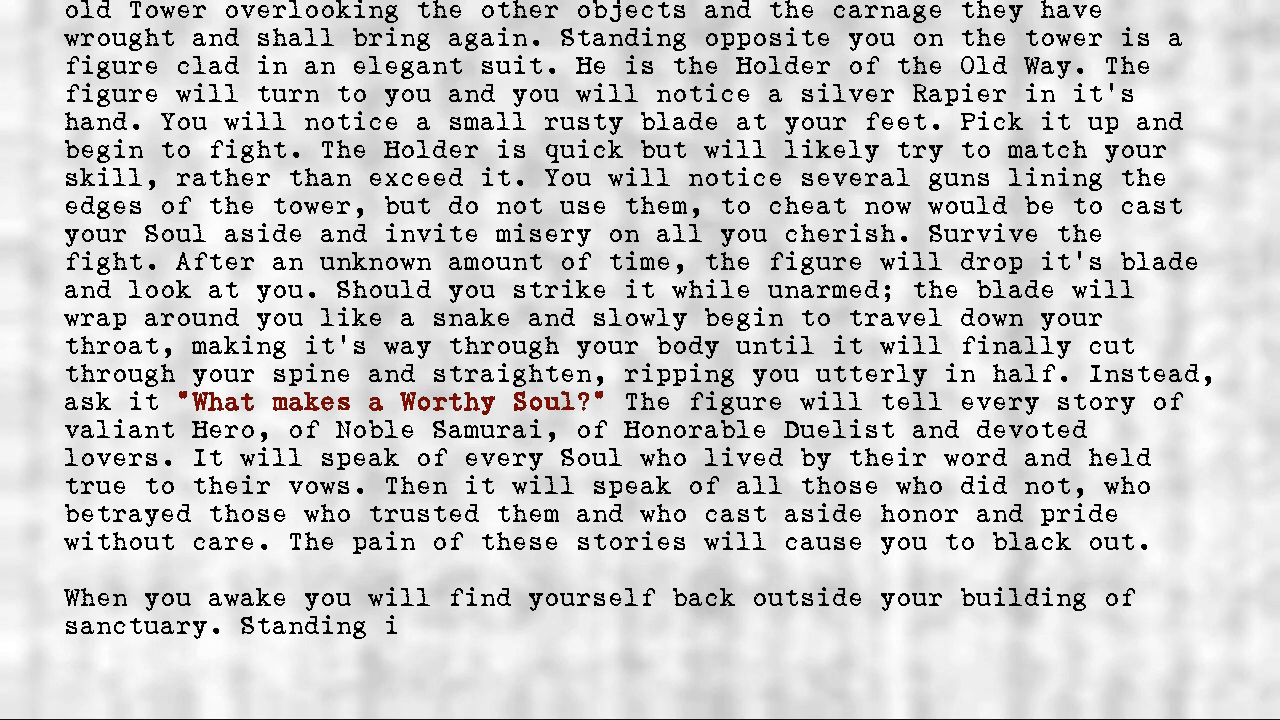 old Tower overlooking the other objects and the carnage they have
wrought and shall bring again. Standing opposite you on the tower is a
figure clad in an elegant suit. He is the Holder of the Old Way. The
figure will turn to you and you will notice a silver Rapier in it's
hand. You will notice a small rusty blade at your feet. Pick it up and
begin to fight. The Holder is quick but will likely try to match your
skill, rather than exceed it. You will notice several guns lining the
edges of the tower, but do not use them, to cheat now would be to cast
your Soul aside and invite misery on all you cherish. Survive the
fight. After an unknown amount of time, the figure will drop it's blade
and look at you. Should you strike it while unarmed; the blade will
wrap around you like a snake and slowly begin to travel down your
throat, making it's way through your body until it will finally cut
through your spine and straighten, ripping you utterly in half. Instead,
ask it "What makes a Worthy Soul?" The figure will tell every story of
valiant Hero, of Noble Samurai, of Honorable Duelist and devoted
lovers. It will speak of every Soul who lived by their word and held
true to their vows. Then it will speak of all those who did not, who
betrayed those who trusted them and who cast aside honor and pride
without care. The pain of these stories will cause you to black out.
When you awake you will find yourself back outside your building of
sanctuary. Standing i